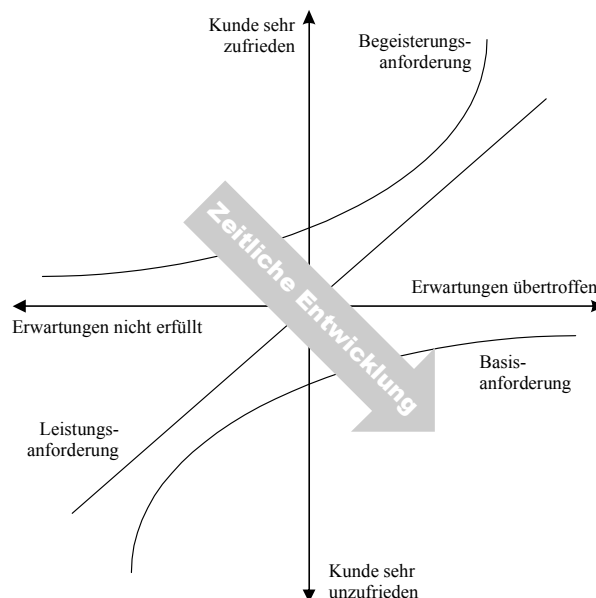 Kunde sehr
zufrieden
Begeisterungs-
anforderung
Zeitliche Entwicklung
Erwartungen übertroffen
Erwartungen nicht erfüllt
Basis-
anforderung
Leistungs-
anforderung
Kunde sehr
unzufrieden